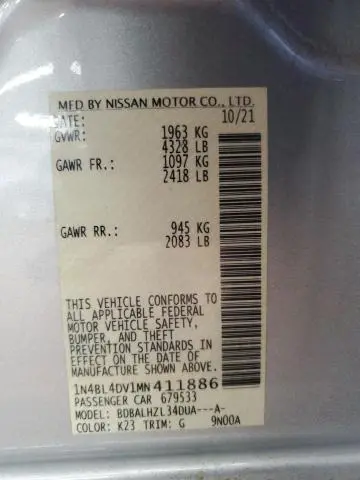 MFD BY NISSAN MOTOR CO., LTD.
DATE: 10/21
GVWR: 1963 KG
4328 LB
GAWR FR.: 1097 KG
2418 LB
GAWR RR.: 945 KG
2083 LB
THIS VEHICLE CONFORMS TO
ALL APPLICABLE FEDERAL
MOTOR VEHICLE SAFETY,
BUMPER, AND THEFT
PREVENTION STANDARDS IN
EFFECT ON THE DATE OF
MANUFACTURE SHOWN ABOVE.
1N4BL4DV1MN411886
PASSENGER CAR 679533
MODEL: BDBALHZL34DUA---A-
COLOR: K23 TRIM: G 9N00A